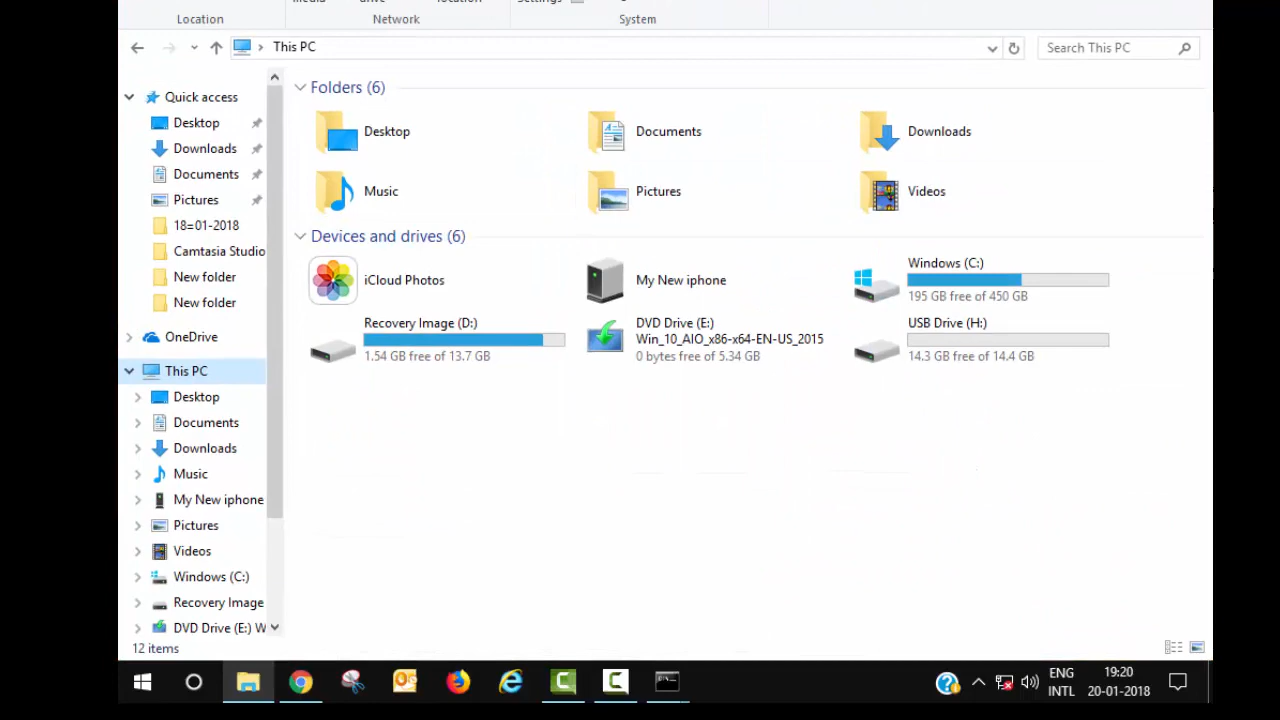 media drive location Settings
Location Network System
This PC
Search This PC
Quick access
Desktop
Downloads
Documents
Pictures
18=01-2018
Camtasia Studio
New folder
New folder
OneDrive
This PC
Desktop
Documents
Downloads
Music
My New iphone
Pictures
Videos
Windows (C:)
Recovery Image
DVD Drive (E:) W
Folders (6)
Desktop
Documents
Downloads
Music
Pictures
Videos
Devices and drives (6)
iCloud Photos
My New iphone
Windows (C:)
195 GB free of 450 GB
Recovery Image (D:)
1.54 GB free of 13.7 GB
DVD Drive (E:)
Win_10_AIO_x86-x64-EN-US_2015
0 bytes free of 5.34 GB
USB Drive (H:)
14.3 GB free of 14.4 GB
12 items
ENG
INTL
19:20
20-01-2018